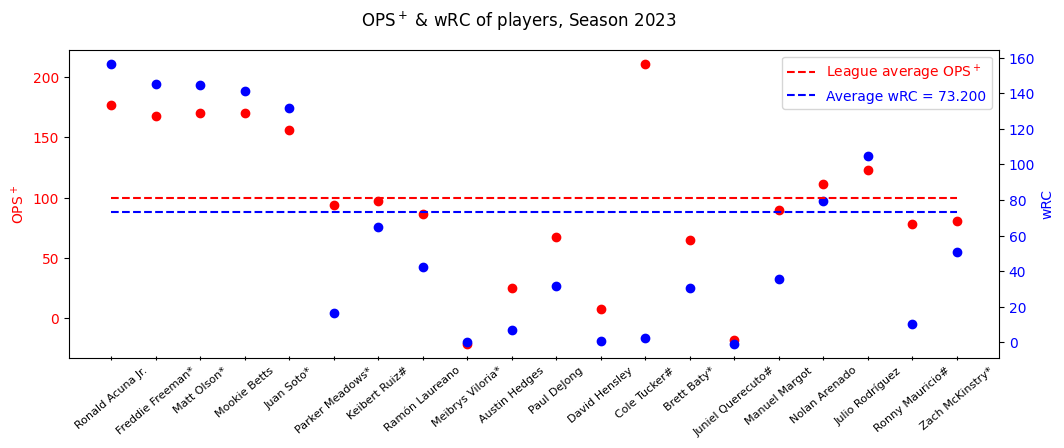 OPS⁺ & wRC of players, Season 2023
200
150
100
50
0
OPS⁺
160
140
120
100
80
60
40
20
0
wRC
League average OPS⁺
Average wRC = 73.200
Ronald Acuna Jr.
Freddie Freeman*
Matt Olson*
Mookie Betts
Juan Soto*
Parker Meadows*
Keibert Ruiz#
Ramón Laureano
Meibrys Viloria*
Austin Hedges
Paul DeJong
David Hensley
Cole Tucker#
Brett Baty*
Juniel Querecuto#
Manuel Margot
Nolan Arenado
Julio Rodríguez
Ronny Mauricio#
Zach McKinstry*